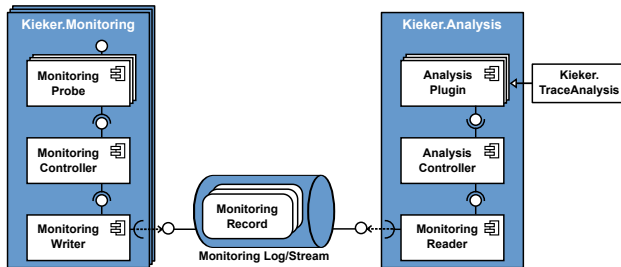 Kieker.Monitoring
Monitoring
Probe
Monitoring
Controller
Monitoring
Writer
Monitoring
Record
Monitoring Log/Stream
Kieker.Analysis
Analysis
Plugin
Analysis
Controller
Monitoring
Reader
Kieker.
TraceAnalysis